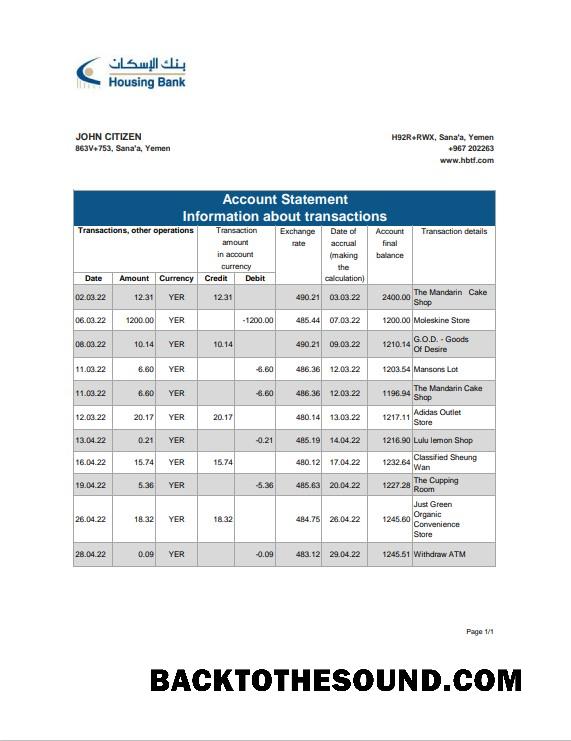 بنك الإسكان
Housing Bank
JOHN CITIZEN
863V+753, Sana'a, Yemen
H92R+RWX, Sana'a, Yemen
+967 202263
www.hbtf.com
Account Statement
Information about transactions
Transactions, other operations
Transaction
amount
in account
currency
Exchange
rate
Date of
accrual
(making
the
calculation)
Account
final
balance
Transaction details
Date Amount Currency Credit Debit
02.03.22 12.31 YER 12.31 490.21 03.03.22 2400.00 The Mandarin Cake
Shop
06.03.22 1200.00 YER -1200.00 485.44 07.03.22 1200.00 Moleskine Store
08.03.22 10.14 YER 10.14 490.21 09.03.22 1210.14 G.O.D. - Goods
Of Desire
11.03.22 6.60 YER -6.60 486.36 12.03.22 1203.54 Mansons Lot
11.03.22 6.60 YER -6.60 486.36 12.03.22 1196.94 The Mandarin Cake
Shop
12.03.22 20.17 YER 20.17 480.14 13.03.22 1217.11 Adidas Outlet
Store
13.04.22 0.21 YER -0.21 485.19 14.04.22 1216.90 Lulu lemon Shop
16.04.22 15.74 YER 15.74 480.12 17.04.22 1232.64 Classified Sheung
Wan
19.04.22 5.36 YER -5.36 485.63 20.04.22 1227.28 The Cupping
Room
26.04.22 18.32 YER 18.32 484.75 26.04.22 1245.60 Just Green
Organic
Convenience
Store
28.04.22 0.09 YER -0.09 483.12 29.04.22 1245.51 Withdraw ATM
Page 1/1
BACKTOTHESOUND.COM